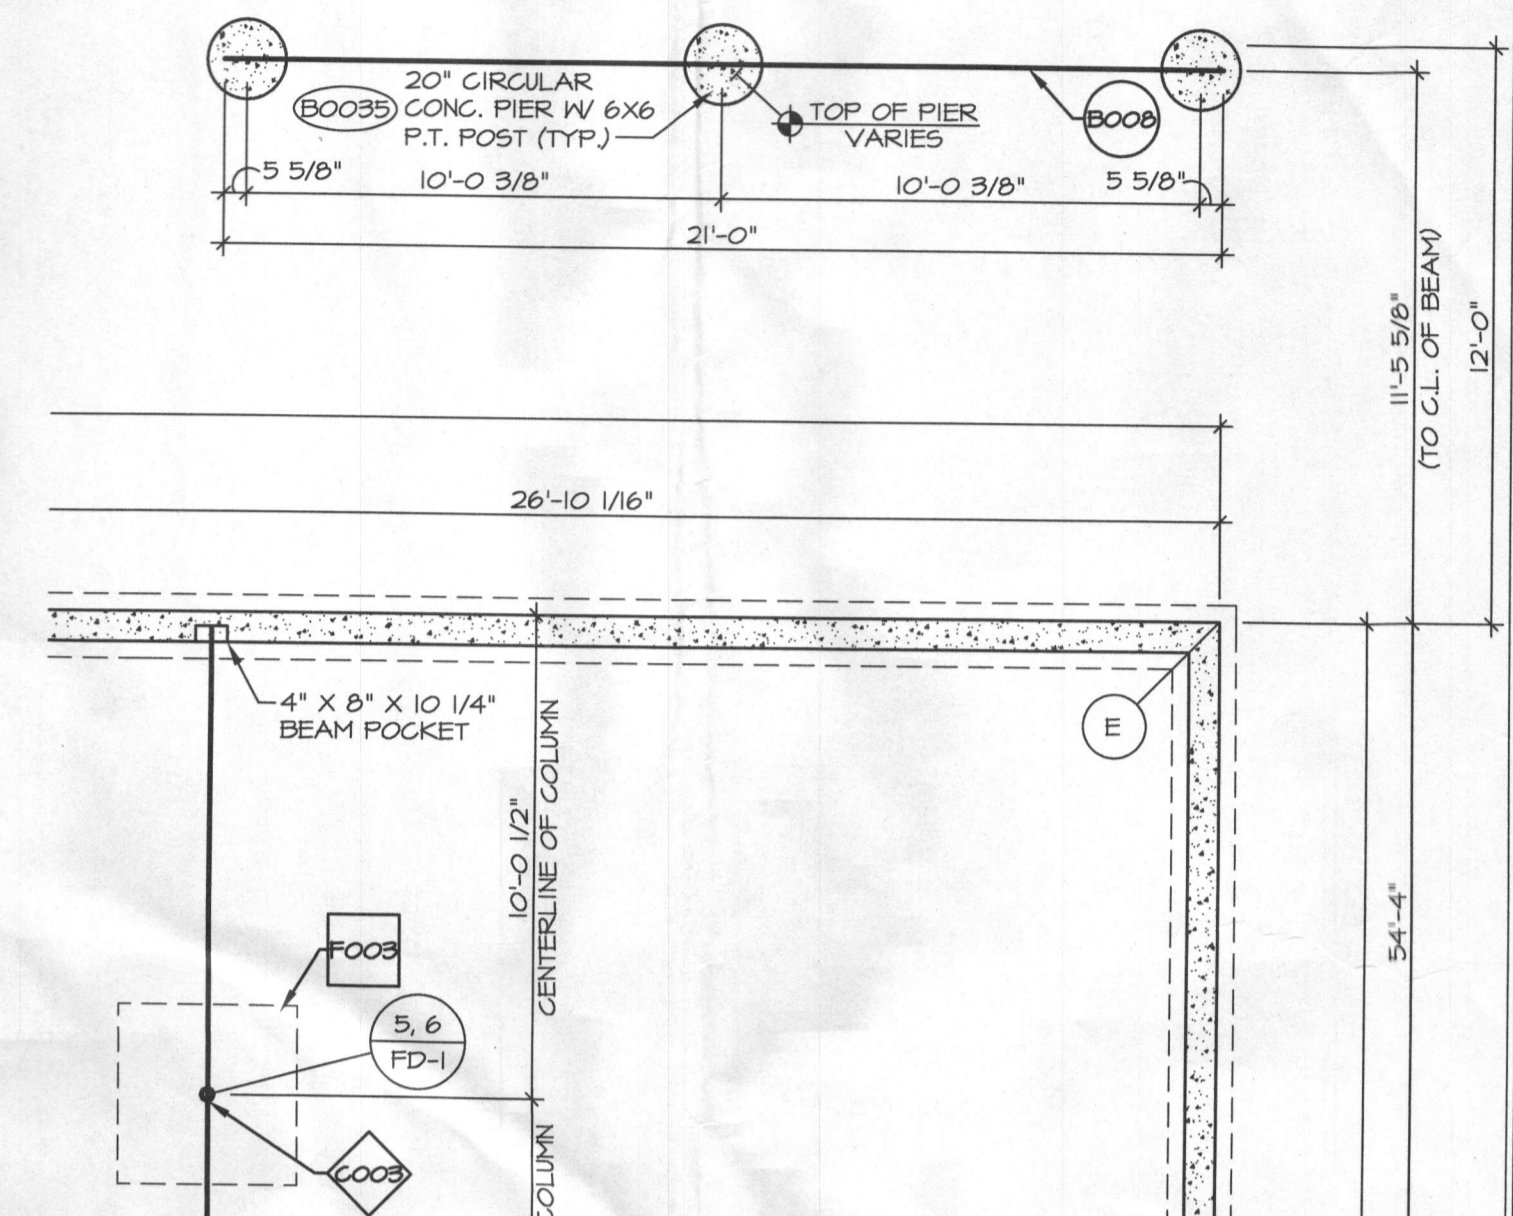 20" CIRCULAR
B0035 CONC. PIER W/ 6X6
P.T. POST (TYP.)
TOP OF PIER
VARIES
B008
5 5/8"
10'-0 3/8"
10'-0 3/8"
5 5/8"
21'-0"
11'-5 5/8"
(TO C.L. OF BEAM)
12'-0"
26'-10 1/16"
4" X 8" X 10 1/4"
BEAM POCKET
E
10'-0 1/2"
CENTERLINE OF COLUMN
54'-4"
F003
5, 6
FD-1
C003
COLUMN